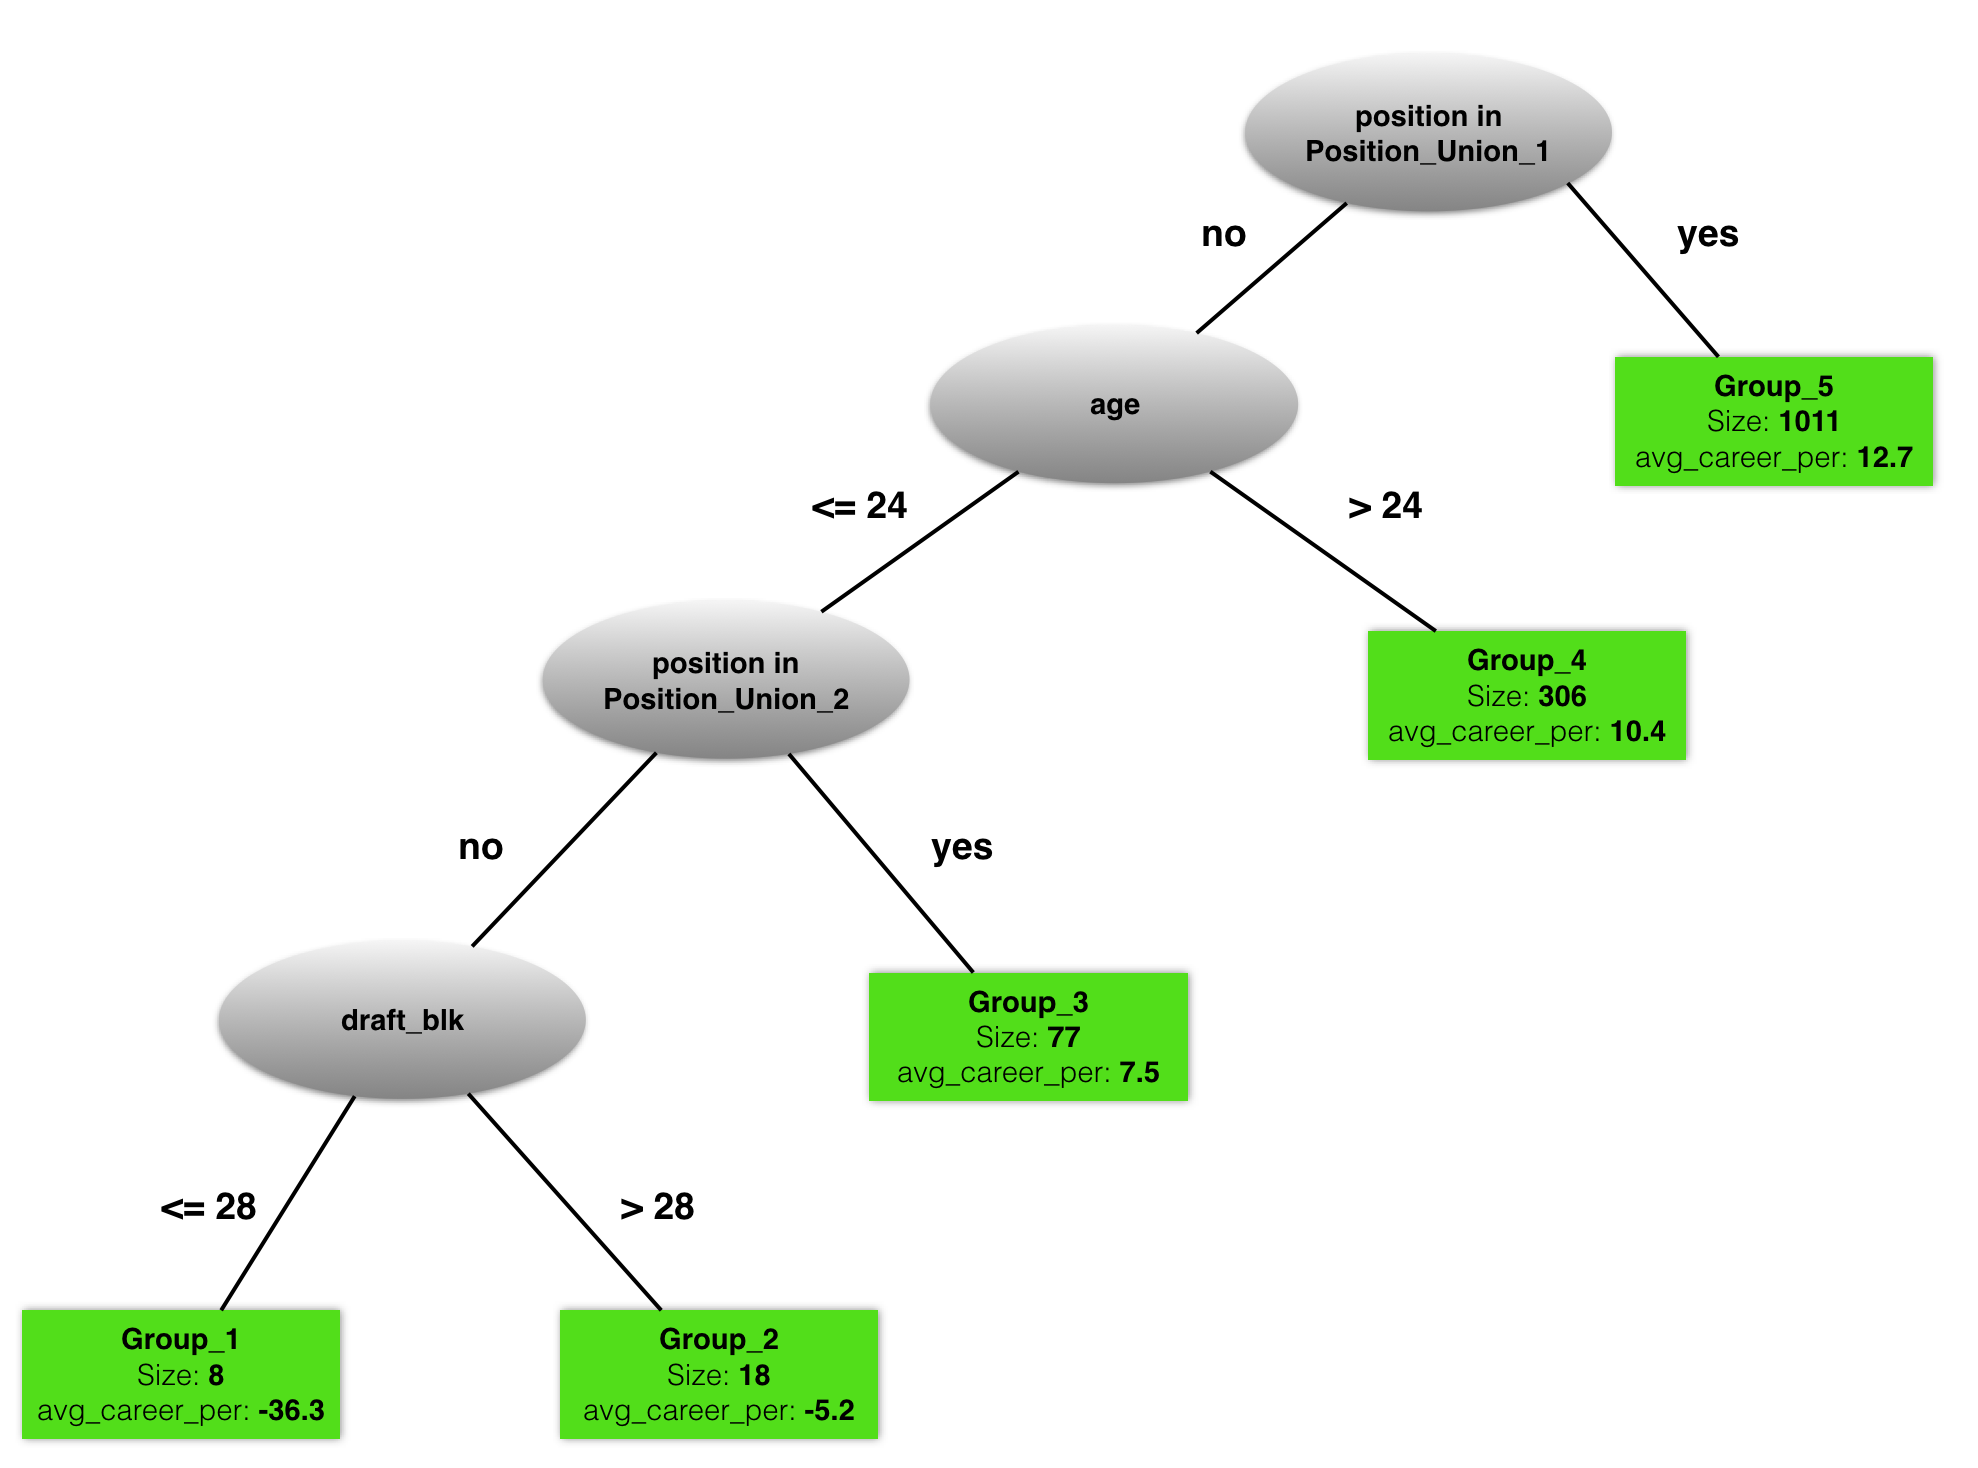 position in
Position_Union_1
no
yes
age
Group_5
Size: 1011
avg_career_per: 12.7
<= 24
> 24
position in
Position_Union_2
Group_4
Size: 306
avg_career_per: 10.4
no
yes
draft_blk
Group_3
Size: 77
avg_career_per: 7.5
<= 28
> 28
Group_1
Size: 8
avg_career_per: -36.3
Group_2
Size: 18
avg_career_per: -5.2